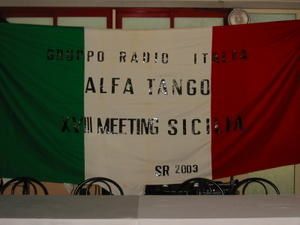 GRUPPO RADIO ITALIA
ALFA TANGO
XVIII MEETING SICILIA
SR 2003